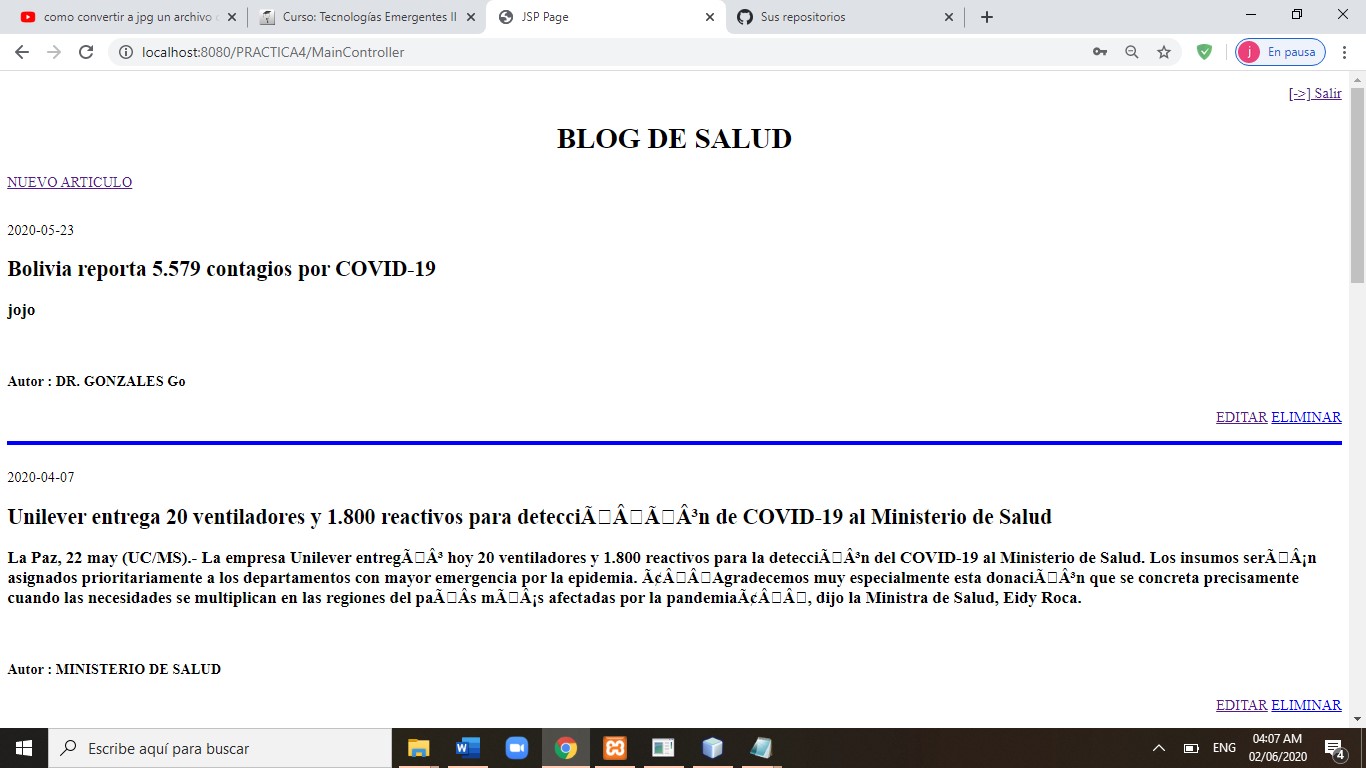 como convertir a jpg un archivo
Curso: Tecnologías Emergentes II
JSP Page
Sus repositorios
localhost:8080/PRACTICA4/MainController
j En pausa
[->] Salir
BLOG DE SALUD
NUEVO ARTICULO
2020-05-23
Bolivia reporta 5.579 contagios por COVID-19
jojo
Autor : DR. GONZALES Go
EDITAR ELIMINAR
2020-04-07
Unilever entrega 20 ventiladores y 1.800 reactivos para detecciÃ□Â□Ã□Â³n de COVID-19 al Ministerio de Salud
La Paz, 22 may (UC/MS).- La empresa Unilever entregÃ□Â³ hoy 20 ventiladores y 1.800 reactivos para la detecciÃ□Â³n del COVID-19 al Ministerio de Salud. Los insumos serÃ□Â¡n
asignados prioritariamente a los departamentos con mayor emergencia por la epidemia. Ã¢Â□Â□Agradecemos muy especialmente esta donaciÃ□Â³n que se concreta precisamente
cuando las necesidades se multiplican en las regiones del paÃ□Âs mÃ□Â¡s afectadas por la pandemiaÃ¢Â□Â□, dijo la Ministra de Salud, Eidy Roca.
Autor : MINISTERIO DE SALUD
EDITAR ELIMINAR
Escribe aquí para buscar
ENG
04:07 AM
02/06/2020
4